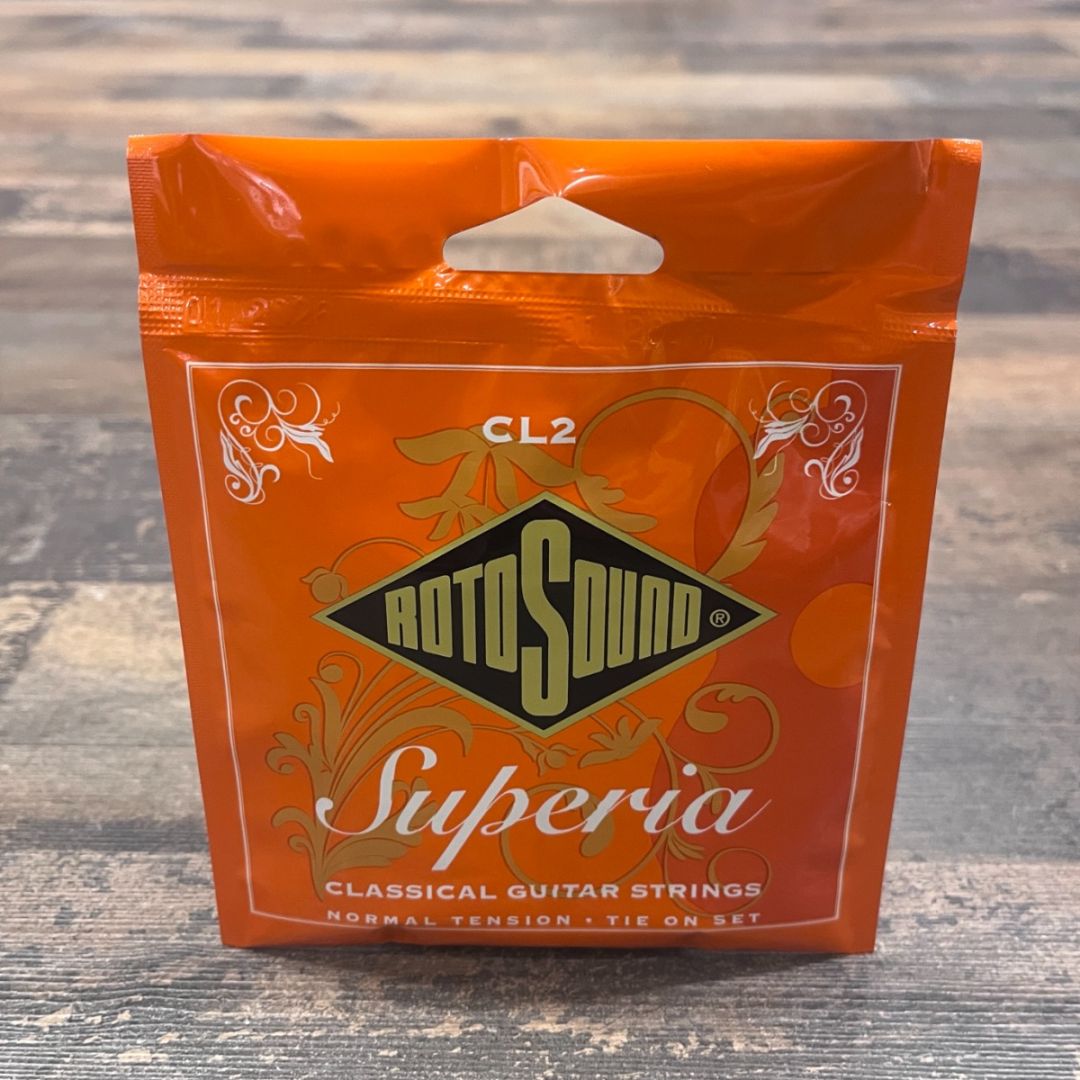 CL2
ROTOSOUND®
Superia
CLASSICAL GUITAR STRINGS
NORMAL TENSION • TIE ON SET